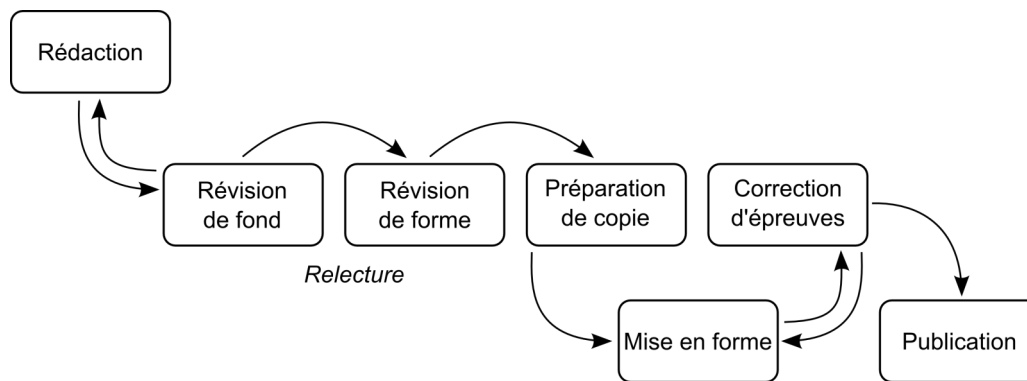 Rédaction
Révision
de fond
Révision
de forme
Préparation
de copie
Correction
d'épreuves
Relecture
Mise en forme
Publication